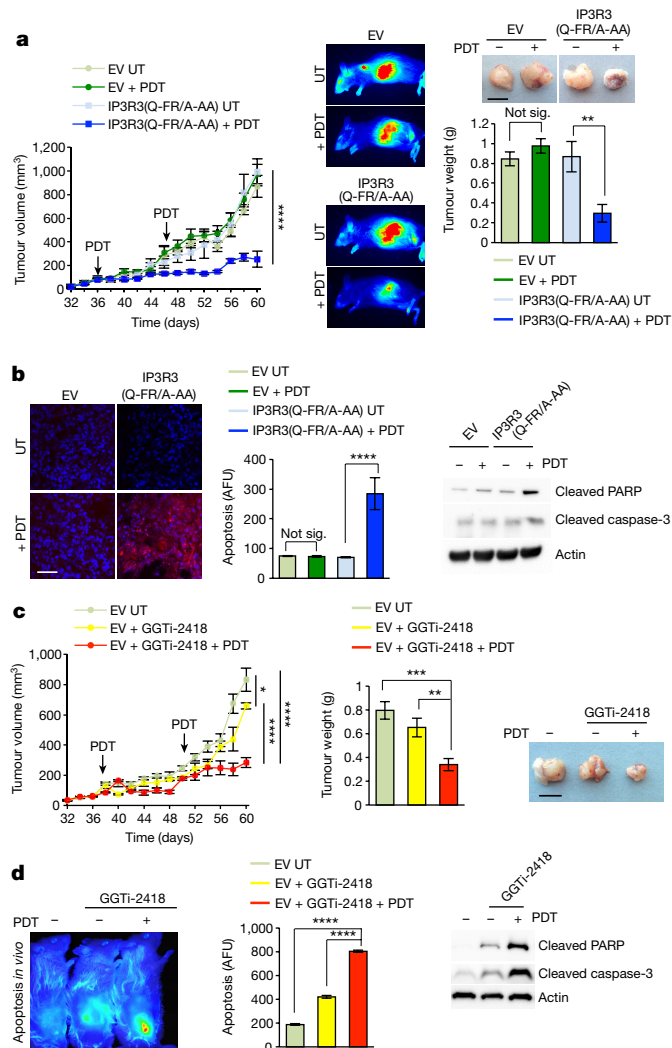 a
EV UT
EV + PDT
IP3R3(Q-FR/A-AA) UT
IP3R3(Q-FR/A-AA) + PDT
Tumour volume (mm3)
1,200
1,000
800
600
400
200
0
PDT
PDT
****
32 36 40 44 48 52 56 60
Time (days)
EV
UT
+ PDT
IP3R3
(Q-FR/A-AA)
UT
+ PDT
EV
IP3R3
(Q-FR/A-AA)
PDT – + – +
Tumour weight (g)
1.2
1
0.8
0.6
0.4
0.2
0
Not sig.
**
EV UT
EV + PDT
IP3R3(Q-FR/A-AA) UT
IP3R3(Q-FR/A-AA) + PDT
b
EV
IP3R3
(Q-FR/A-AA)
UT
+ PDT
EV UT
EV + PDT
IP3R3(Q-FR/A-AA) UT
IP3R3(Q-FR/A-AA) + PDT
Apoptosis (AFU)
400
300
200
100
0
Not sig.
****
EV
IP3R3
(Q-FR/A-AA)
– + – + PDT
Cleaved PARP
Cleaved caspase-3
Actin
c
EV UT
EV + GGTi-2418
EV + GGTi-2418 + PDT
Tumour volume (mm3)
1,000
800
600
400
200
0
PDT
PDT
*
****
****
32 36 40 44 48 52 56 60
Time (days)
EV UT
EV + GGTi-2418
EV + GGTi-2418 + PDT
Tumour weight (g)
1
0.8
0.6
0.4
0.2
0
***
**
GGTi-2418
PDT – – +
d
GGTi-2418
PDT – – +
Apoptosis in vivo
EV UT
EV + GGTi-2418
EV + GGTi-2418 + PDT
Apoptosis (AFU)
1,000
800
600
400
200
0
****
****
GGTi-2418
PDT – – +
Cleaved PARP
Cleaved caspase-3
Actin